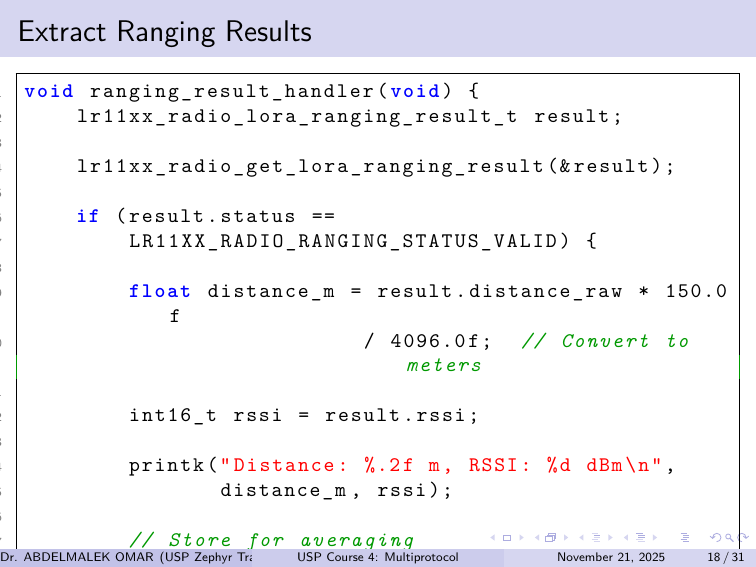 Extract Ranging Results
void ranging_result_handler(void) {
lr11xx_radio_lora_ranging_result_t result;
lr11xx_radio_get_lora_ranging_result(&result);
if (result.status ==
LR11XX_RADIO_RANGING_STATUS_VALID) {
float distance_m = result.distance_raw * 150.0
f
/ 4096.0f; // Convert to
meters
int16_t rssi = result.rssi;
printk("Distance: %.2f m, RSSI: %d dBm\n",
distance_m, rssi);
// Store for averaging
Dr. ABDELMALEK OMAR (USP Zephyr USP Course 4: Multiprotocol November 21, 2025 18 / 31